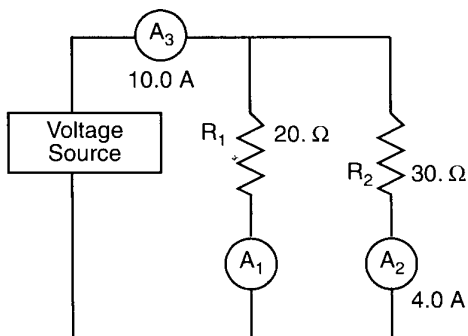 A₃
10.0 A
Voltage
Source
R₁
20. Ω
R₂
30. Ω
A₁
A₂
4.0 A